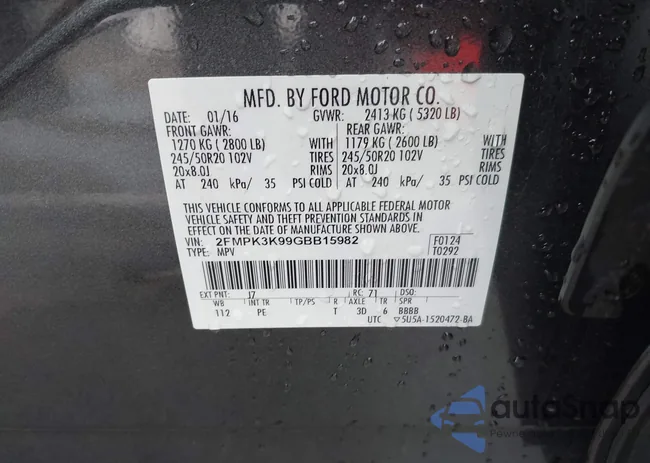 MFD. BY FORD MOTOR CO.
DATE: 01/16 GVWR: 2413 KG ( 5320 LB)
FRONT GAWR: REAR GAWR:
1270 KG ( 2800 LB) WITH 1179 KG ( 2600 LB) WITH
245/50R20 102V TIRES 245/50R20 102V TIRES
20x8.0J RIMS 20x8.0J RIMS
AT 240 kPa/ 35 PSI COLD AT 240 kPa/ 35 PSI COLD
THIS VEHICLE CONFORMS TO ALL APPLICABLE FEDERAL MOTOR
VEHICLE SAFETY AND THEFT PREVENTION STANDARDS IN
EFFECT ON THE DATE OF MANUFACTURE SHOWN ABOVE.
VIN: 2FMPK3K99GBB15982 F0124
TYPE: MPV T0292
EXT PNT: J7 RC: 71 DSO:
WB INT TR TP/PS R AXLE TR SPR
112 PE T 3D 6 BBBB
UTC ▽5U5A-1520472-BA
autoSnap